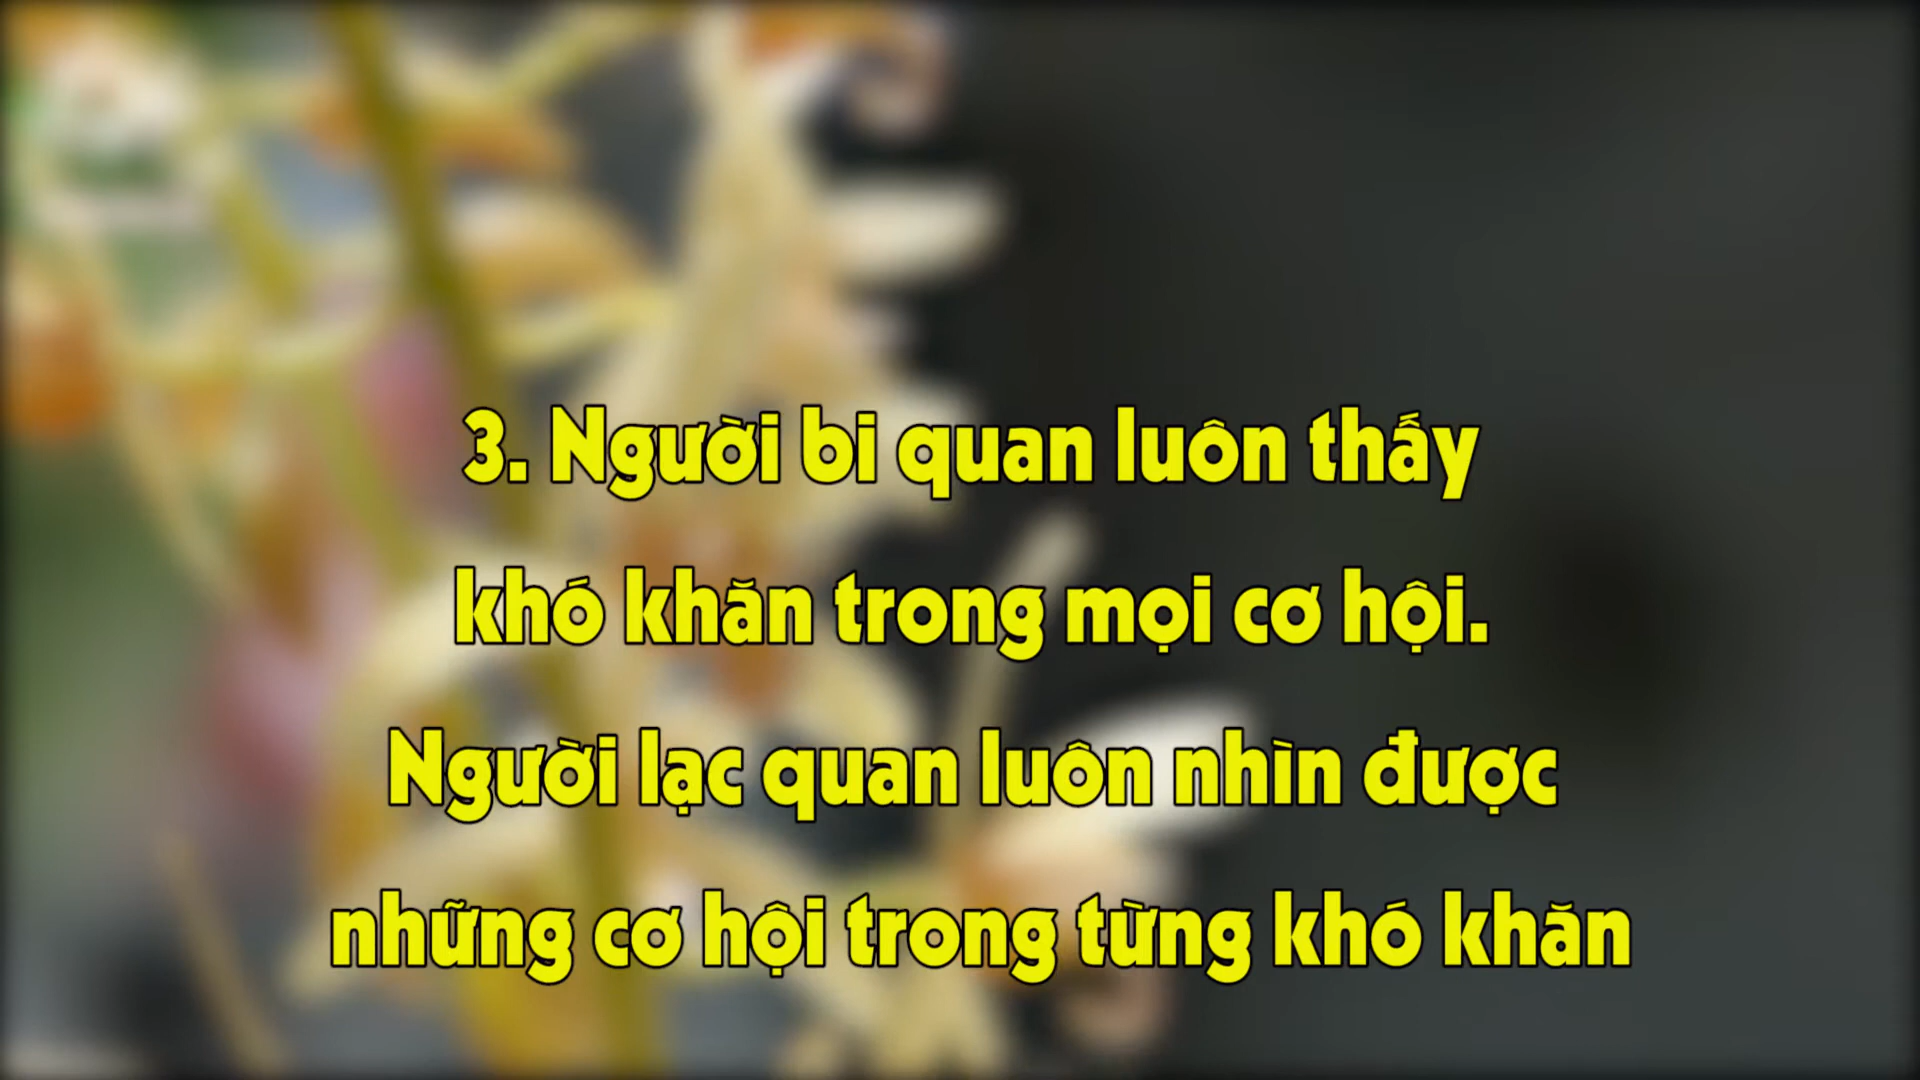 3. Người bi quan luôn thấy
khó khăn trong mọi cơ hội.
Người lạc quan luôn nhìn được
những cơ hội trong từng khó khăn